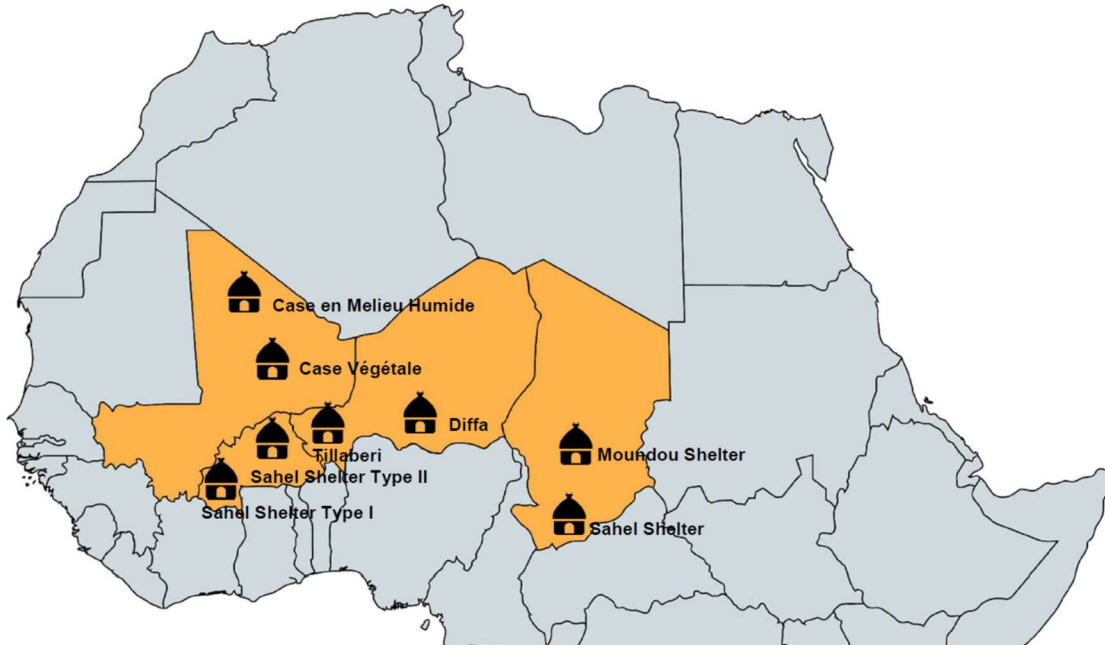 Case en Melieu Humide
Case Végétale
Diffa
Tillaberi
Moundou Shelter
Sahel Shelter Type II
Sahel Shelter Type I
Sahel Shelter